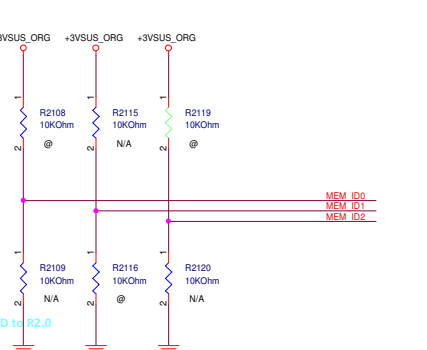 3VSUS_ORG +3VSUS_ORG +3VSUS_ORG
1 1 1
R2108 R2115 R2119
10KOhm 10KOhm 10KOhm
2 @ 2 N/A 2 @
MEM_ID0
MEM_ID1
MEM_ID2
1 1 1
R2109 R2116 R2120
10KOhm 10KOhm 10KOhm
2 N/A 2 @ 2 N/A
D to R2.0